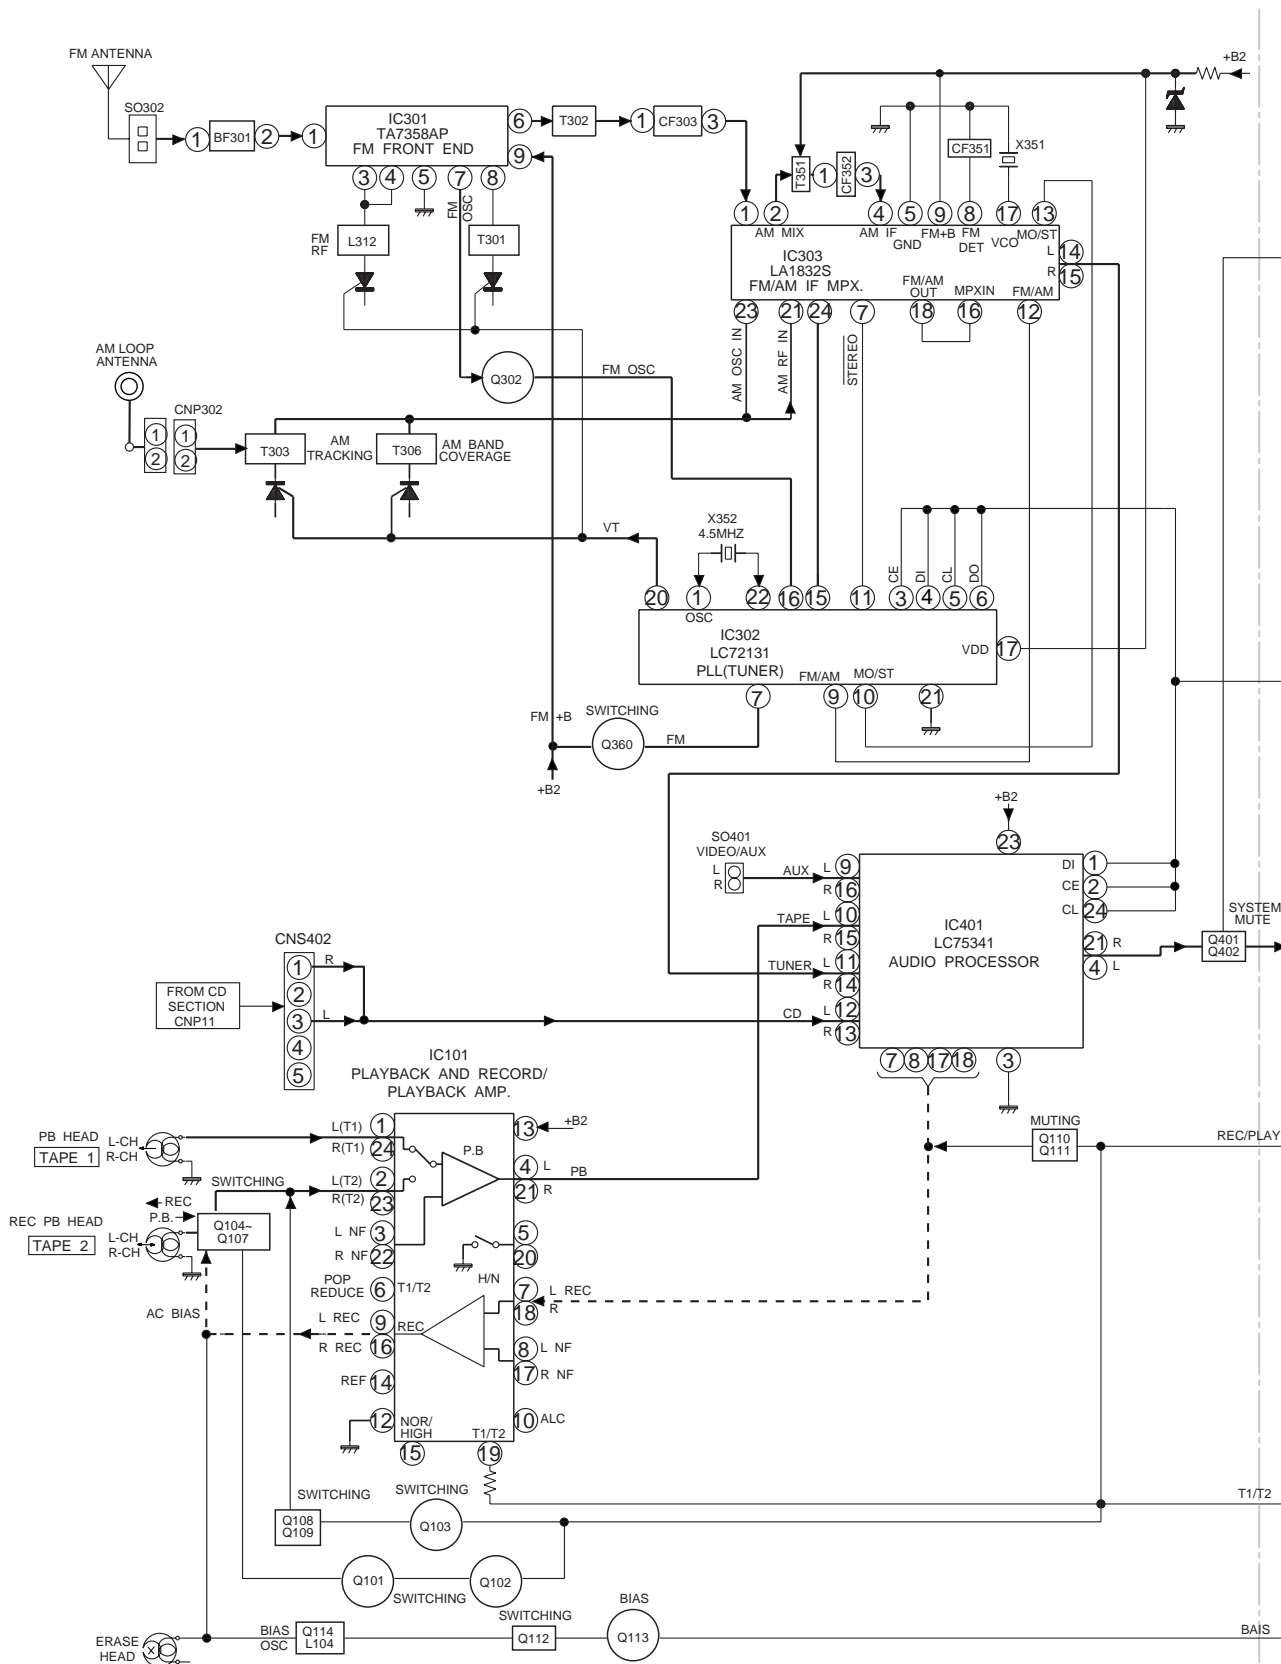 FM ANTENNA
SO302
1
BF301
2
1
IC301
TA7358AP
FM FRONT END
6
9
T302
1
CF303
3
3
4
5
7
8
FM
OSC
FM
RF
L312
T301
+B2
T351
1
CF352
3
CF351
X351
1
2
4
5
9
8
17
13
AM MIX
AM IF
GND
FM+B
FM
DET
VCO
MO/ST
IC303
LA1832S
FM/AM IF MPX.
L
14
R
15
FM/AM
OUT
MPXIN
FM/AM
23
21
24
7
18
16
12
AM OSC IN
AM RF IN
STEREO
AM LOOP
ANTENNA
CNP302
1
2
1
2
Q302
FM OSC
T303
AM
TRACKING
T306
AM BAND
COVERAGE
VT
X352
4.5MHZ
CE
DI
CL
DO
20
1
22
16
15
11
3
4
5
6
OSC
IC302
LC72131
PLL(TUNER)
VDD
17
FM/AM
MO/ST
7
9
10
21
SWITCHING
FM +B
Q360
FM
+B2
+B2
23
SO401
VIDEO/AUX
L
R
AUX
L
9
R
16
TAPE
L
10
R
15
TUNER
L
11
R
14
CD
L
12
R
13
IC401
LC75341
AUDIO PROCESSOR
DI
1
CE
2
CL
24
21
R
4
L
SYSTEM
MUTE
Q401
Q402
7
8
17
18
3
CNS402
1
R
2
3
L
4
5
FROM CD
SECTION
CNP11
IC101
PLAYBACK AND RECORD/
PLAYBACK AMP.
MUTING
Q110
Q111
REC/PLAY
PB HEAD
TAPE 1
L-CH
R-CH
L(T1)
1
R(T1)
24
P.B
13
+B2
4
L
PB
21
R
SWITCHING
L(T2)
2
R(T2)
23
REC
P.B.
Q104~
Q107
REC PB HEAD
TAPE 2
L-CH
R-CH
L NF
3
R NF
22
5
20
H/N
POP
REDUCE
6
T1/T2
7
L REC
18
R
AC BIAS
L REC
9
REC
R REC
16
8
L NF
17
R NF
REF
14
12
NOR/
HIGH
15
T1/T2
19
10
ALC
SWITCHING
SWITCHING
Q108
Q109
Q103
T1/T2
Q101
SWITCHING
Q102
ERASE
HEAD
BIAS
OSC
Q114
L104
SWITCHING
Q112
BIAS
Q113
BAIS